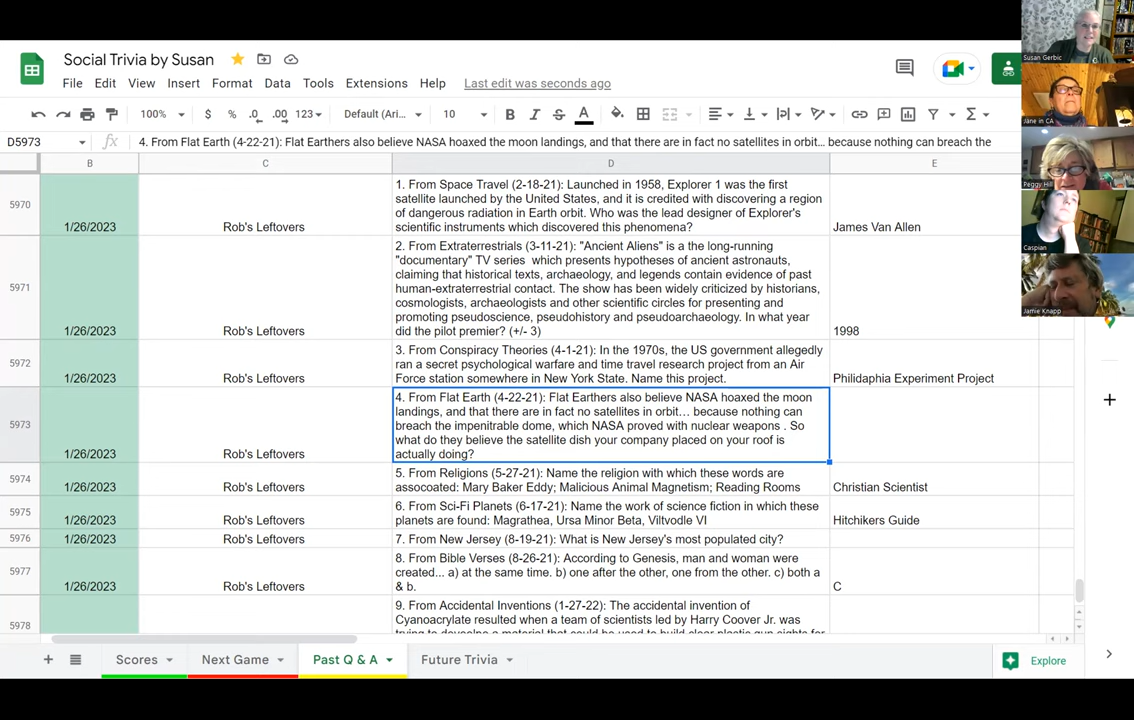 Social Trivia by Susan
File Edit View Insert Format Data Tools Extensions Help Last edit was seconds ago
100% $ % .0 .00 123 Default (Ari... 10 B I S A
D5973 fx 4. From Flat Earth (4-22-21): Flat Earthers also believe NASA hoaxed the moon landings, and that there are in fact no satellites in orbit... because nothing can breach the
B C D E
5970 1/26/2023 Rob's Leftovers
1. From Space Travel (2-18-21): Launched in 1958, Explorer 1 was the first
satellite launched by the United States, and it is credited with discovering a region
of dangerous radiation in Earth orbit. Who was the lead designer of Explorer's
scientific instruments which discovered this phenomena?
James Van Allen
5971 1/26/2023 Rob's Leftovers
2. From Extraterrestrials (3-11-21): "Ancient Aliens" is a the long-running
"documentary" TV series which presents hypotheses of ancient astronauts,
claiming that historical texts, archaeology, and legends contain evidence of past
human-extraterrestrial contact. The show has been widely criticized by historians,
cosmologists, archaeologists and other scientific circles for presenting and
promoting pseudoscience, pseudohistory and pseudoarchaeology. In what year
did the pilot premier? (+/- 3)
1998
5972 1/26/2023 Rob's Leftovers
3. From Conspiracy Theories (4-1-21): In the 1970s, the US government allegedly
ran a secret psychological warfare and time travel research project from an Air
Force station somewhere in New York State. Name this project.
Philidaphia Experiment Project
5973 1/26/2023 Rob's Leftovers
4. From Flat Earth (4-22-21): Flat Earthers also believe NASA hoaxed the moon
landings, and that there are in fact no satellites in orbit... because nothing can
breach the impenitrable dome, which NASA proved with nuclear weapons . So
what do they believe the satellite dish your company placed on your roof is
actually doing?
5974 1/26/2023 Rob's Leftovers
5. From Religions (5-27-21): Name the religion with which these words are
assocoated: Mary Baker Eddy; Malicious Animal Magnetism; Reading Rooms
Christian Scientist
5975 1/26/2023 Rob's Leftovers
6. From Sci-Fi Planets (6-17-21): Name the work of science fiction in which these
planets are found: Magrathea, Ursa Minor Beta, Viltvodle VI
Hitchikers Guide
5976 1/26/2023 Rob's Leftovers 7. From New Jersey (8-19-21): What is New Jersey's most populated city?
5977 1/26/2023 Rob's Leftovers
8. From Bible Verses (8-26-21): According to Genesis, man and woman were
created... a) at the same time. b) one after the other, one from the other. c) both a
& b.
C
5978
9. From Accidental Inventions (1-27-22): The accidental invention of
Cyanoacrylate resulted when a team of scientists led by Harry Coover Jr. was
trying to develope a material that could be used to build clear plastic gun sights for
Scores Next Game Past Q & A Future Trivia Explore
Susan Gerbic
Jane in CA
Peggy Hill
Caspian
Jamie Knapp